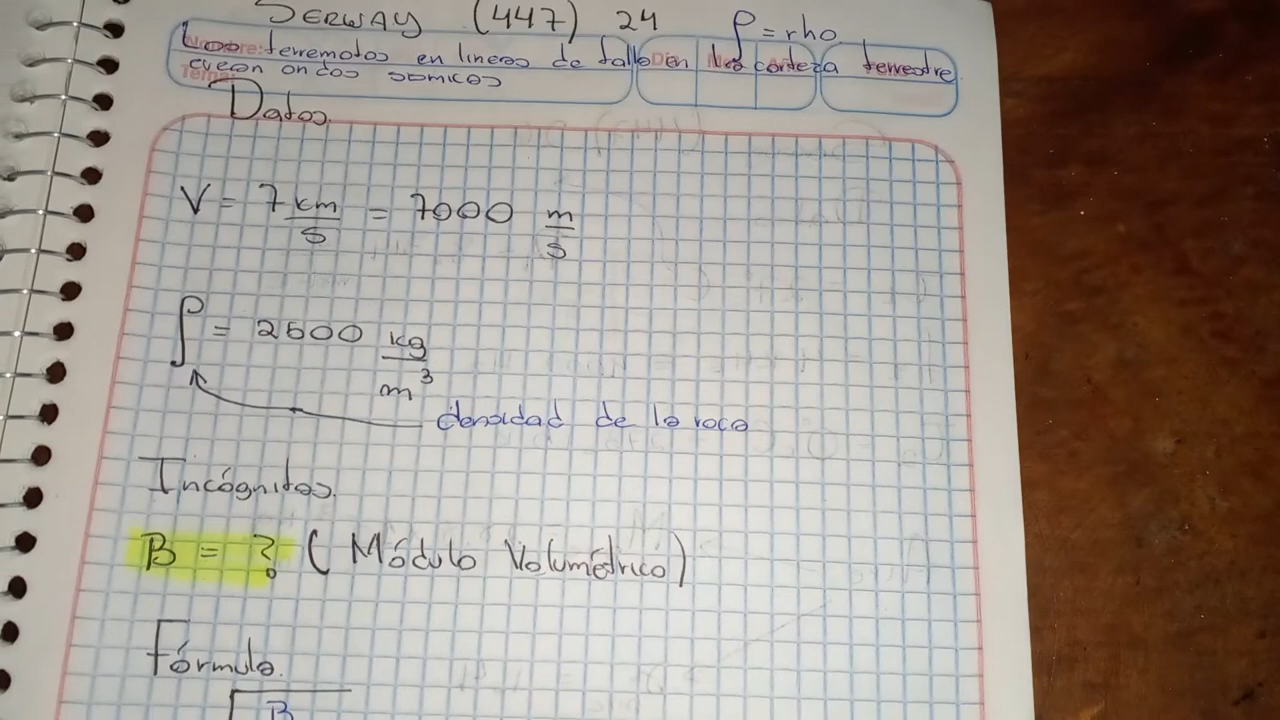 SERWAY (447) 24 ρ = rho
Los terremotos en lineas de falla en la corteza terrestre
crean ondas sismicas
Datos.
V = 7 km/s = 7000 m/s
ρ = 2500 kg/m³
densidad de la roca
Incógnitas.
B = ? (Módulo Volumétrico)
Fórmula.
B